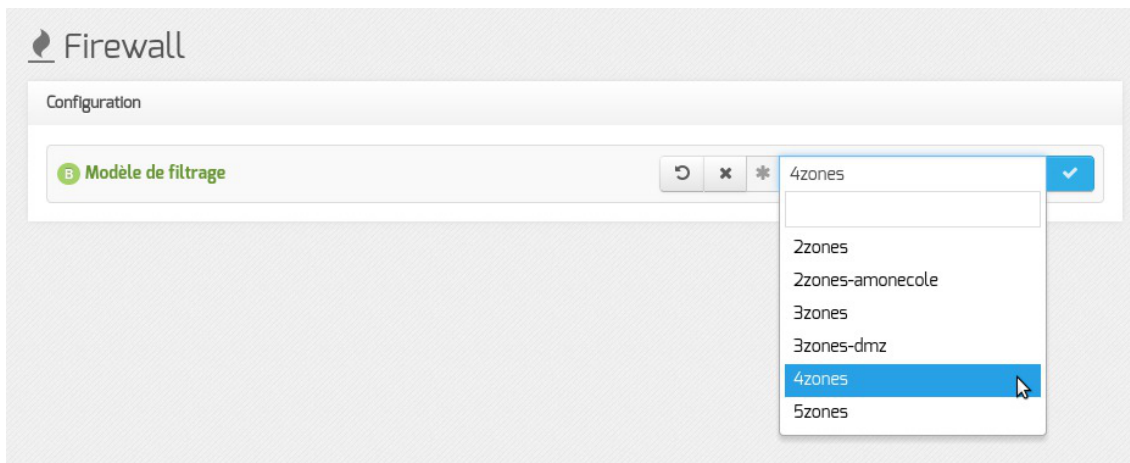 Firewall
Configuration
B Modèle de filtrage
4zones
2zones
2zones-amonecole
3zones
3zones-dmz
4zones
5zones